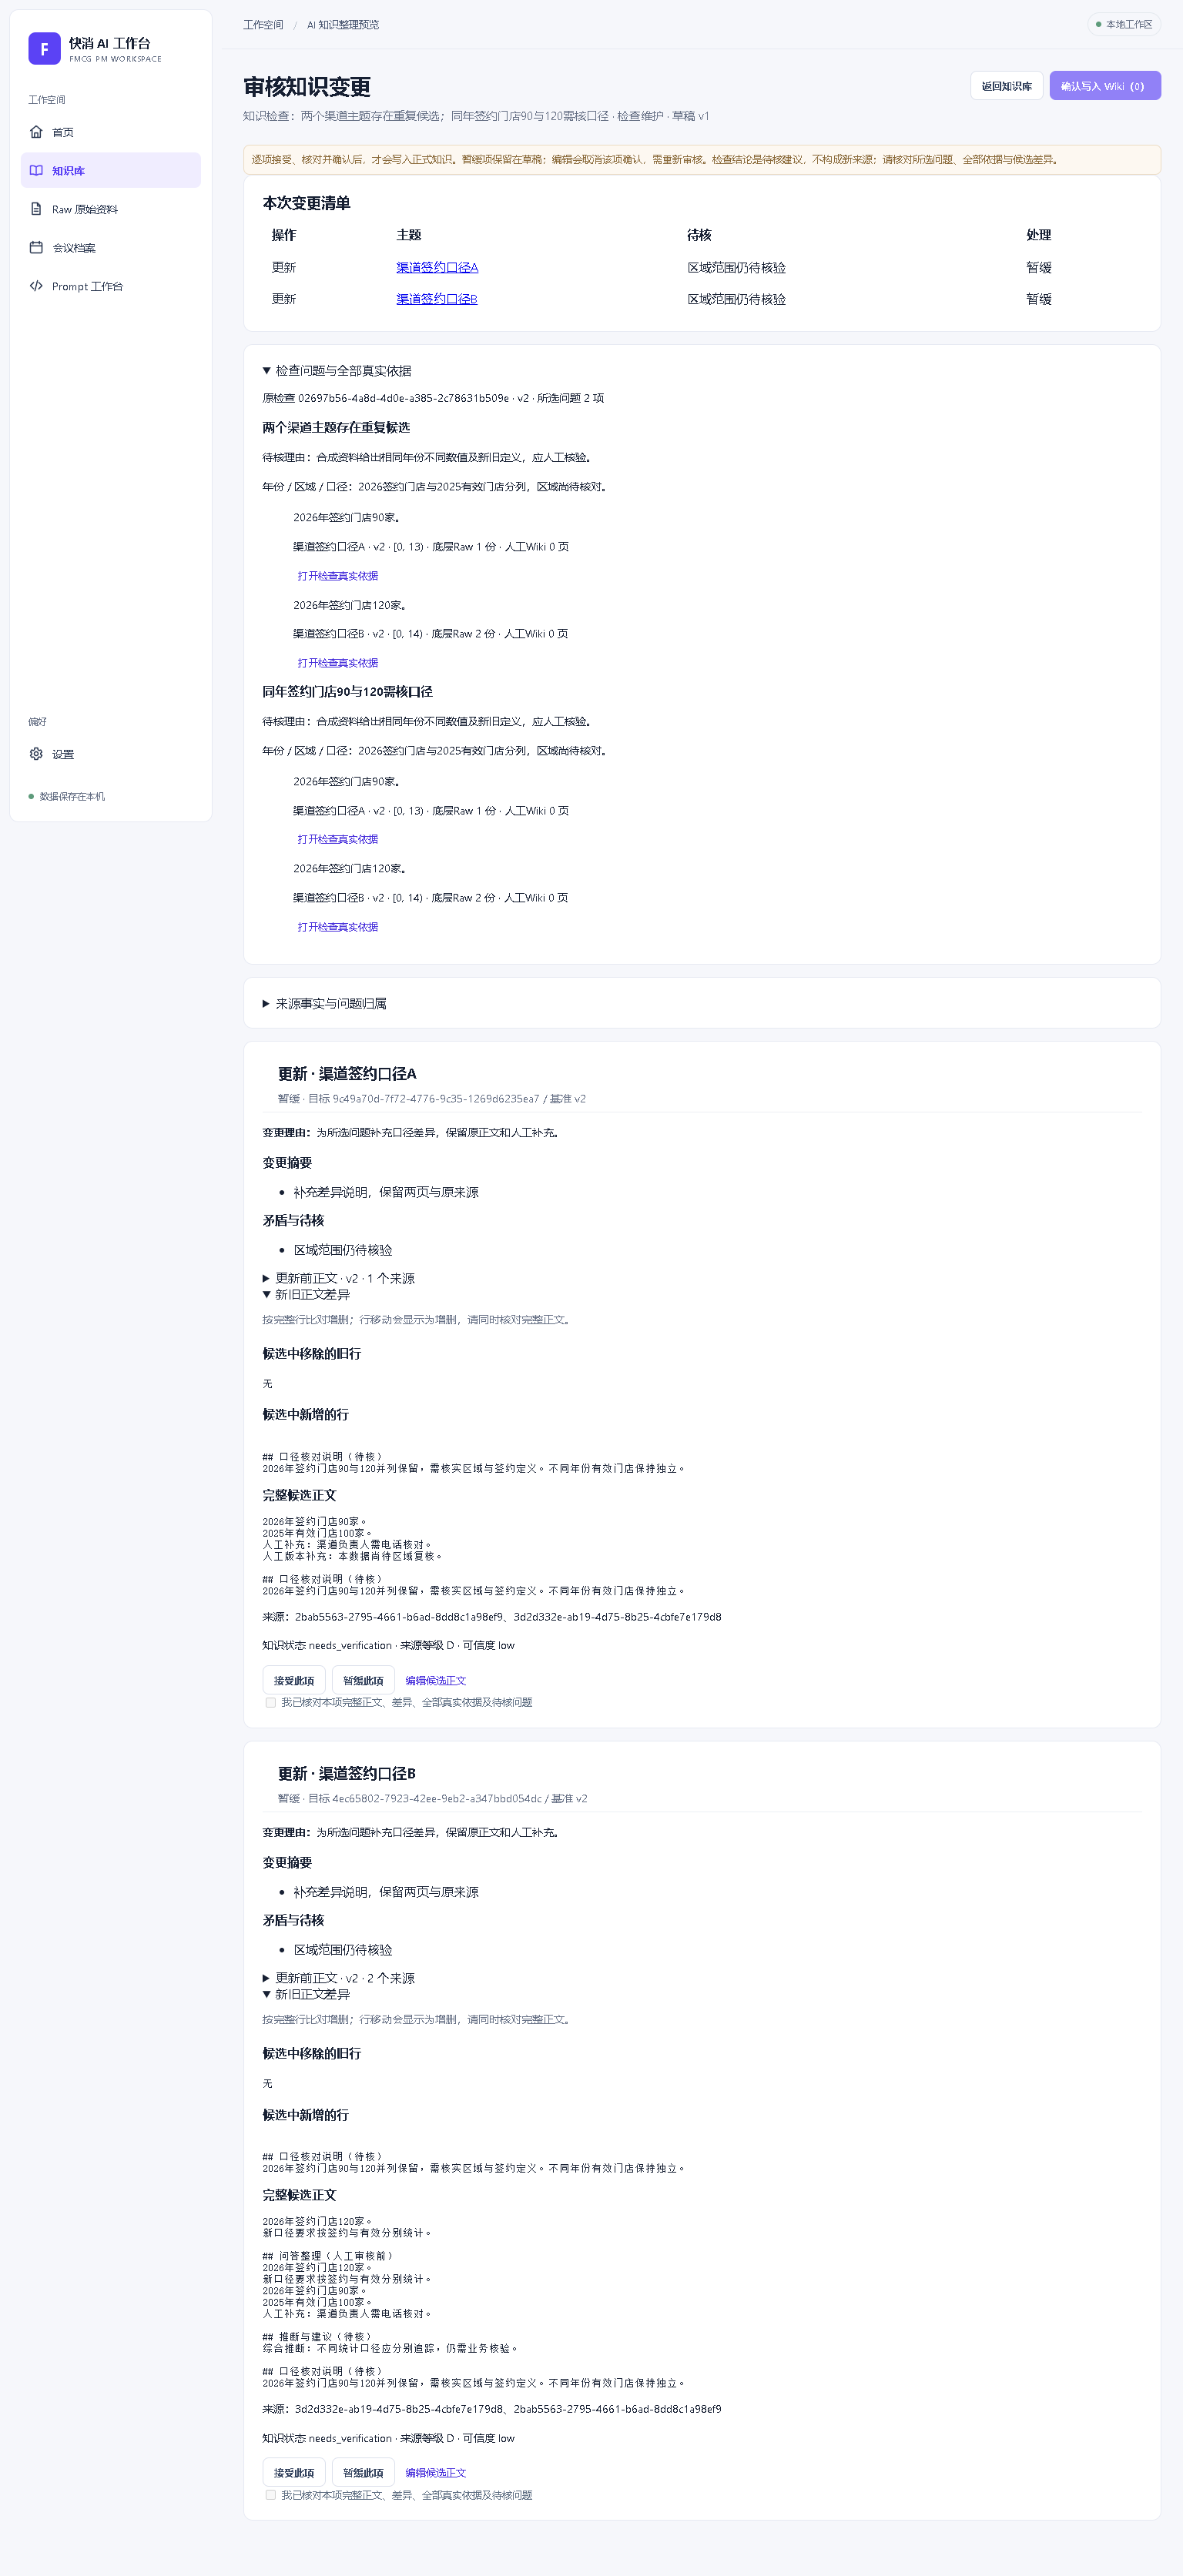 F
快消 AI 工作台
FMCG PM WORKSPACE
工作空间
首页
知识库
Raw 原始资料
会议档案
Prompt 工作台
偏好
设置
数据保存在本机
工作空间 / AI 知识整理预览
本地工作区
审核知识变更
返回知识库
确认写入 Wiki（0）
知识检查：两个渠道主题存在重复候选；同年签约门店90与120需核口径 · 检查维护 · 草稿 v1
逐项接受、核对并确认后，才会写入正式知识。暂缓项保留在草稿；编辑会取消该项确认，需重新审核。检查结论是待核建议，不构成新来源；请核对所选问题、全部依据与候选差异。
本次变更清单
操作 主题 待核 处理
更新 渠道签约口径A 区域范围仍待核验 暂缓
更新 渠道签约口径B 区域范围仍待核验 暂缓
检查问题与全部真实依据
原检查 02697b56-4a8d-4d0e-a385-2c78631b509e · v2 · 所选问题 2 项
两个渠道主题存在重复候选
待核理由：合成资料给出相同年份不同数值及新旧定义，应人工核验。
年份 / 区域 / 口径：2026签约门店与2025有效门店分列，区域尚待核对。
2026年签约门店90家。
渠道签约口径A · v2 · [0, 13) · 底层Raw 1 份 · 人工Wiki 0 页
打开检查真实依据
2026年签约门店120家。
渠道签约口径B · v2 · [0, 14) · 底层Raw 2 份 · 人工Wiki 0 页
打开检查真实依据
同年签约门店90与120需核口径
待核理由：合成资料给出相同年份不同数值及新旧定义，应人工核验。
年份 / 区域 / 口径：2026签约门店与2025有效门店分列，区域尚待核对。
2026年签约门店90家。
渠道签约口径A · v2 · [0, 13) · 底层Raw 1 份 · 人工Wiki 0 页
打开检查真实依据
2026年签约门店120家。
渠道签约口径B · v2 · [0, 14) · 底层Raw 2 份 · 人工Wiki 0 页
打开检查真实依据
来源事实与问题归属
更新 · 渠道签约口径A
暂缓 · 目标 9c49a70d-7f72-4776-9c35-1269d6235ea7 / 基准 v2
变更理由：为所选问题补充口径差异，保留原正文和人工补充。
变更摘要
• 补充差异说明，保留两页与原来源
矛盾与待核
• 区域范围仍待核验
更新前正文 · v2 · 1 个来源
新旧正文差异
按完整行比对增删；行移动会显示为增删，请同时核对完整正文。
候选中移除的旧行
无
候选中新增的行
## 口径核对说明（待核）
2026年签约门店90与120并列保留，需核实区域与签约定义。不同年份有效门店保持独立。
完整候选正文
2026年签约门店90家。
2025年有效门店100家。
人工补充：渠道负责人需电话核对。
人工版本补充：本数据尚待区域复核。
## 口径核对说明（待核）
2026年签约门店90与120并列保留，需核实区域与签约定义。不同年份有效门店保持独立。
来源：2bab5563-2795-4661-b6ad-8dd8c1a98ef9、3d2d332e-ab19-4d75-8b25-4cbfe7e179d8
知识状态 needs_verification · 来源等级 D · 可信度 low
接受此项
暂缓此项
编辑候选正文
我已核对本项完整正文、差异、全部真实依据及待核问题
更新 · 渠道签约口径B
暂缓 · 目标 4ec65802-7923-42ee-9eb2-a347bbd054dc / 基准 v2
变更理由：为所选问题补充口径差异，保留原正文和人工补充。
变更摘要
• 补充差异说明，保留两页与原来源
矛盾与待核
• 区域范围仍待核验
更新前正文 · v2 · 2 个来源
新旧正文差异
按完整行比对增删；行移动会显示为增删，请同时核对完整正文。
候选中移除的旧行
无
候选中新增的行
## 口径核对说明（待核）
2026年签约门店90与120并列保留，需核实区域与签约定义。不同年份有效门店保持独立。
完整候选正文
2026年签约门店120家。
新口径要求按签约与有效分别统计。
## 问答整理（人工审核前）
2026年签约门店120家。
新口径要求按签约与有效分别统计。
2026年签约门店90家。
2025年有效门店100家。
人工补充：渠道负责人需电话核对。
## 推断与建议（待核）
综合推断：不同统计口径应分别追踪，仍需业务核验。
## 口径核对说明（待核）
2026年签约门店90与120并列保留，需核实区域与签约定义。不同年份有效门店保持独立。
来源：3d2d332e-ab19-4d75-8b25-4cbfe7e179d8、2bab5563-2795-4661-b6ad-8dd8c1a98ef9
知识状态 needs_verification · 来源等级 D · 可信度 low
接受此项
暂缓此项
编辑候选正文
我已核对本项完整正文、差异、全部真实依据及待核问题